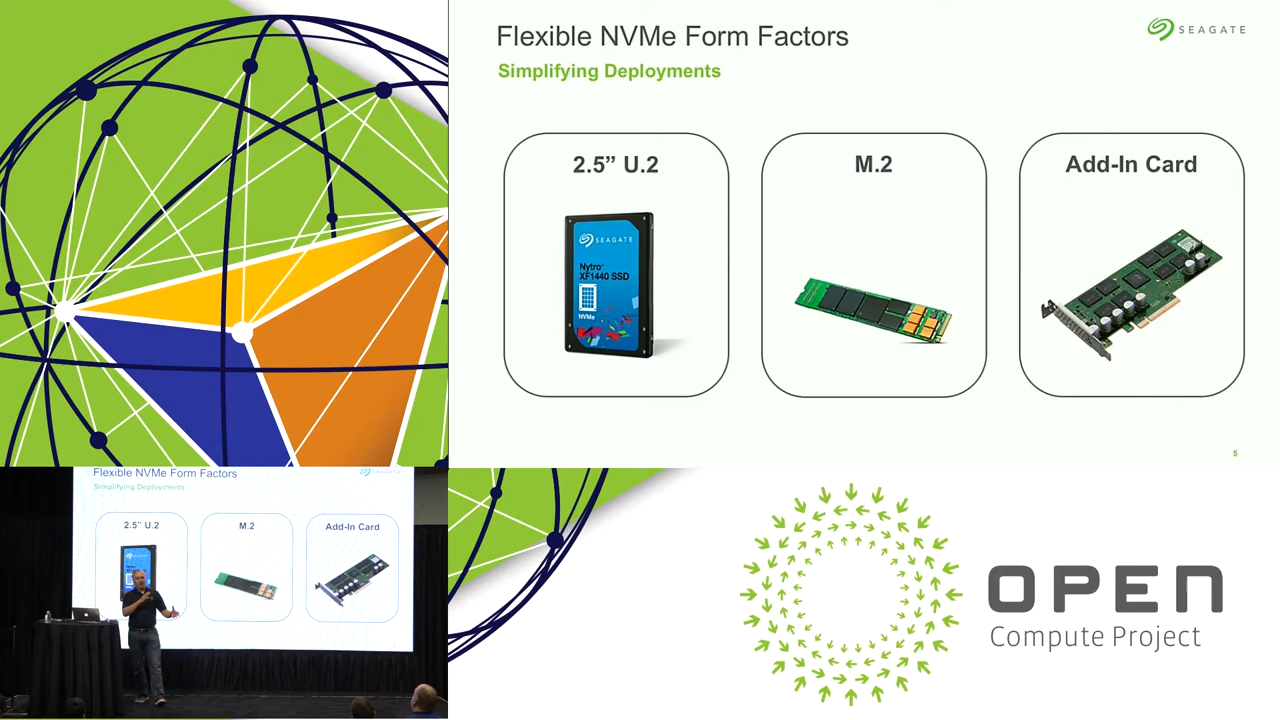 Flexible NVMe Form Factors
SEAGATE
Simplifying Deployments
2.5” U.2
M.2
Add-In Card
SEAGATE
Nytro
XF1440 SSD
NVMe
5
Flexible NVMe Form Factors
SEAGATE
Simplifying Deployments
2.5” U.2
M.2
Add-In Card
OPEN
Compute Project